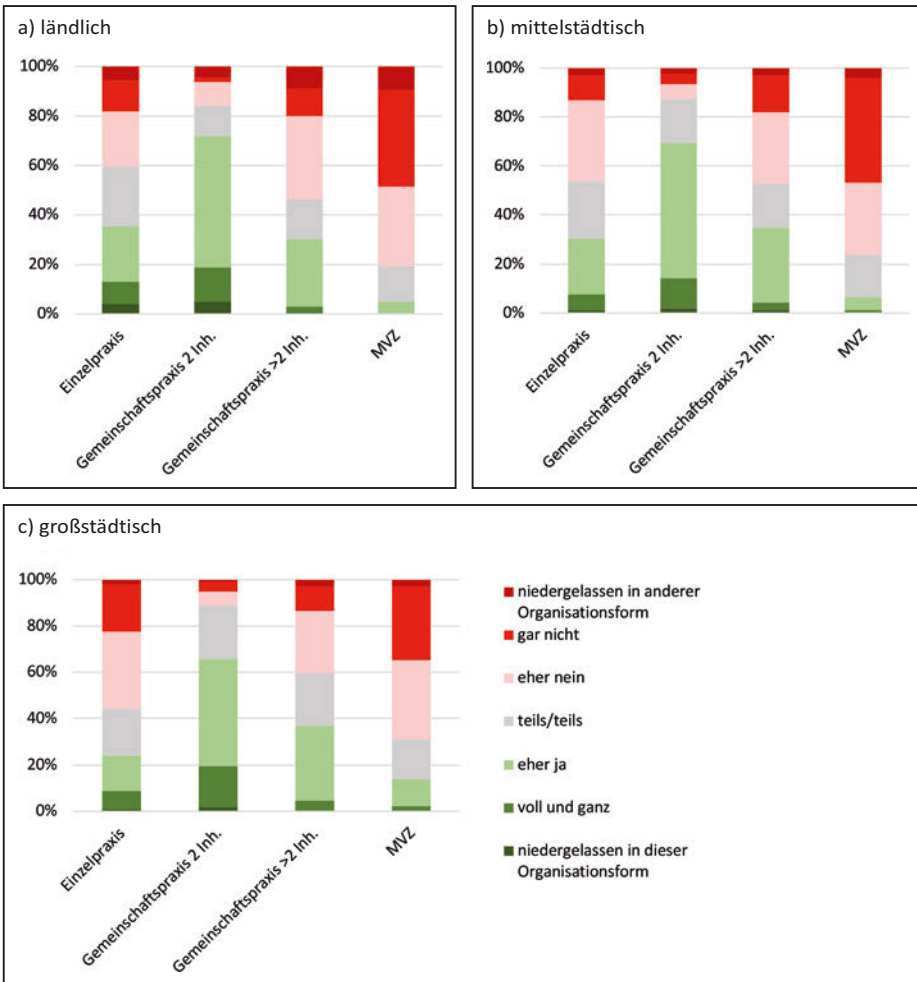 a) ländlich
100%
80%
60%
40%
20%
0%
Einzelpraxis
Gemeinschaftspraxis 2 Inh.
Gemeinschaftspraxis >2 Inh.
MVZ
b) mittelstädtisch
100%
80%
60%
40%
20%
0%
Einzelpraxis
Gemeinschaftspraxis 2 Inh.
Gemeinschaftspraxis >2 Inh.
MVZ
c) großstädtisch
100%
80%
60%
40%
20%
0%
Einzelpraxis
Gemeinschaftspraxis 2 Inh.
Gemeinschaftspraxis >2 Inh.
MVZ
niedergelassen in anderer
Organisationsform
gar nicht
eher nein
teils/teils
eher ja
voll und ganz
niedergelassen in dieser
Organisationsform